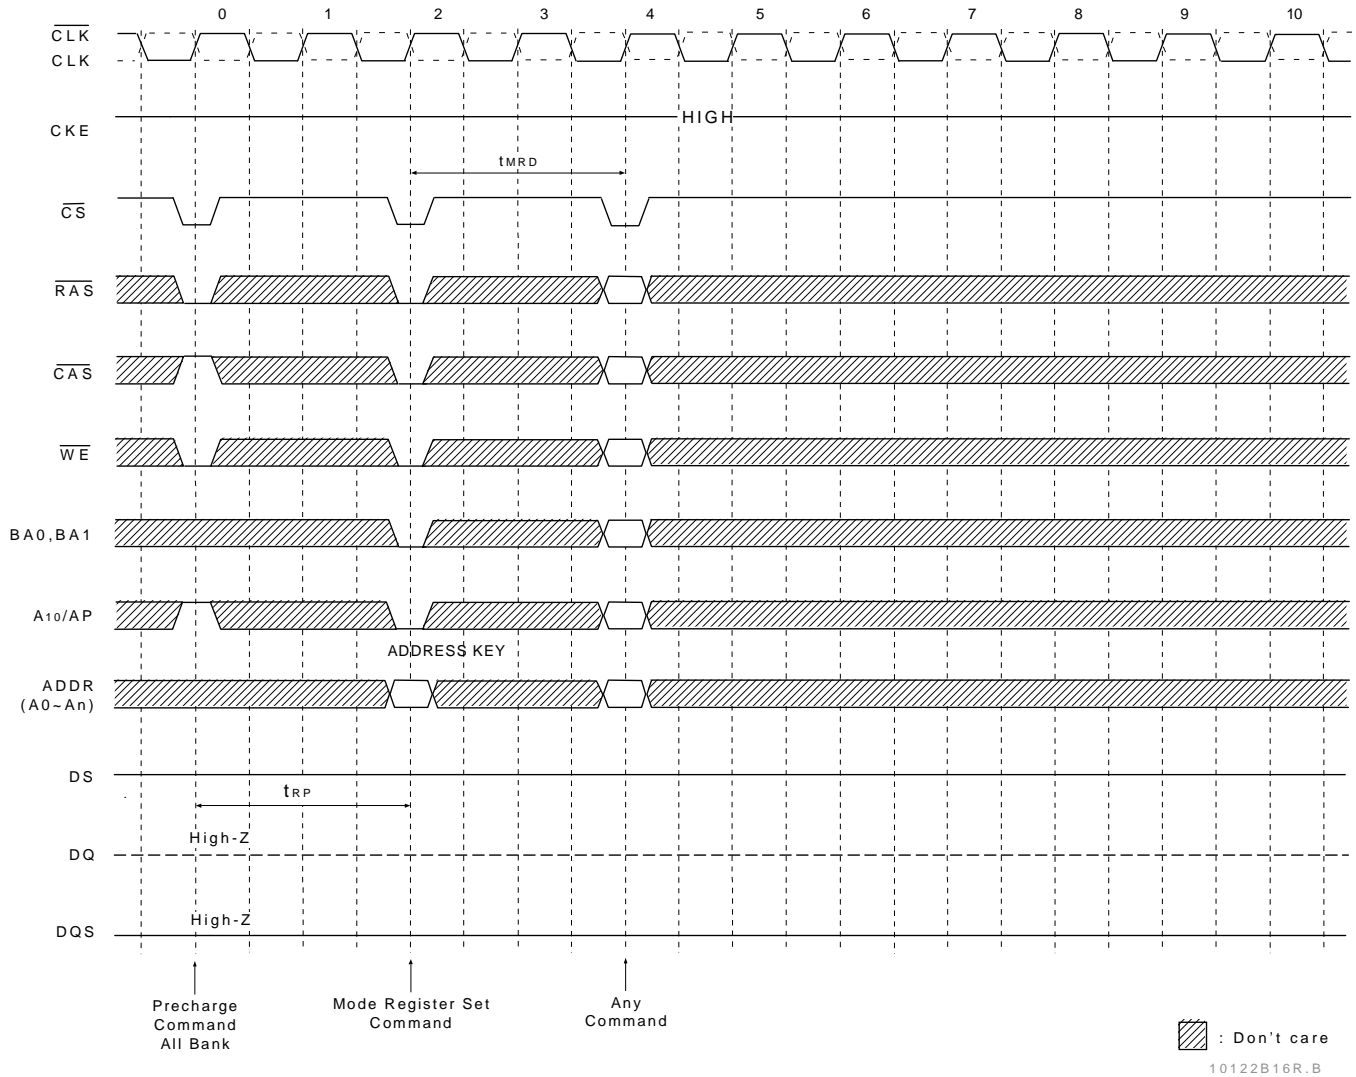 0 1 2 3 4 5 6 7 8 9 10
CLK
CLK
CKE
HIGH
tMRD
CS
RAS
CAS
WE
BA0,BA1
A10/AP
ADDRESS KEY
ADDR
(A0~An)
DS
tRP
High-Z
DQ
High-Z
DQS
Precharge
Command
All Bank
Mode Register Set
Command
Any
Command
: Don't care
10122B16R.B